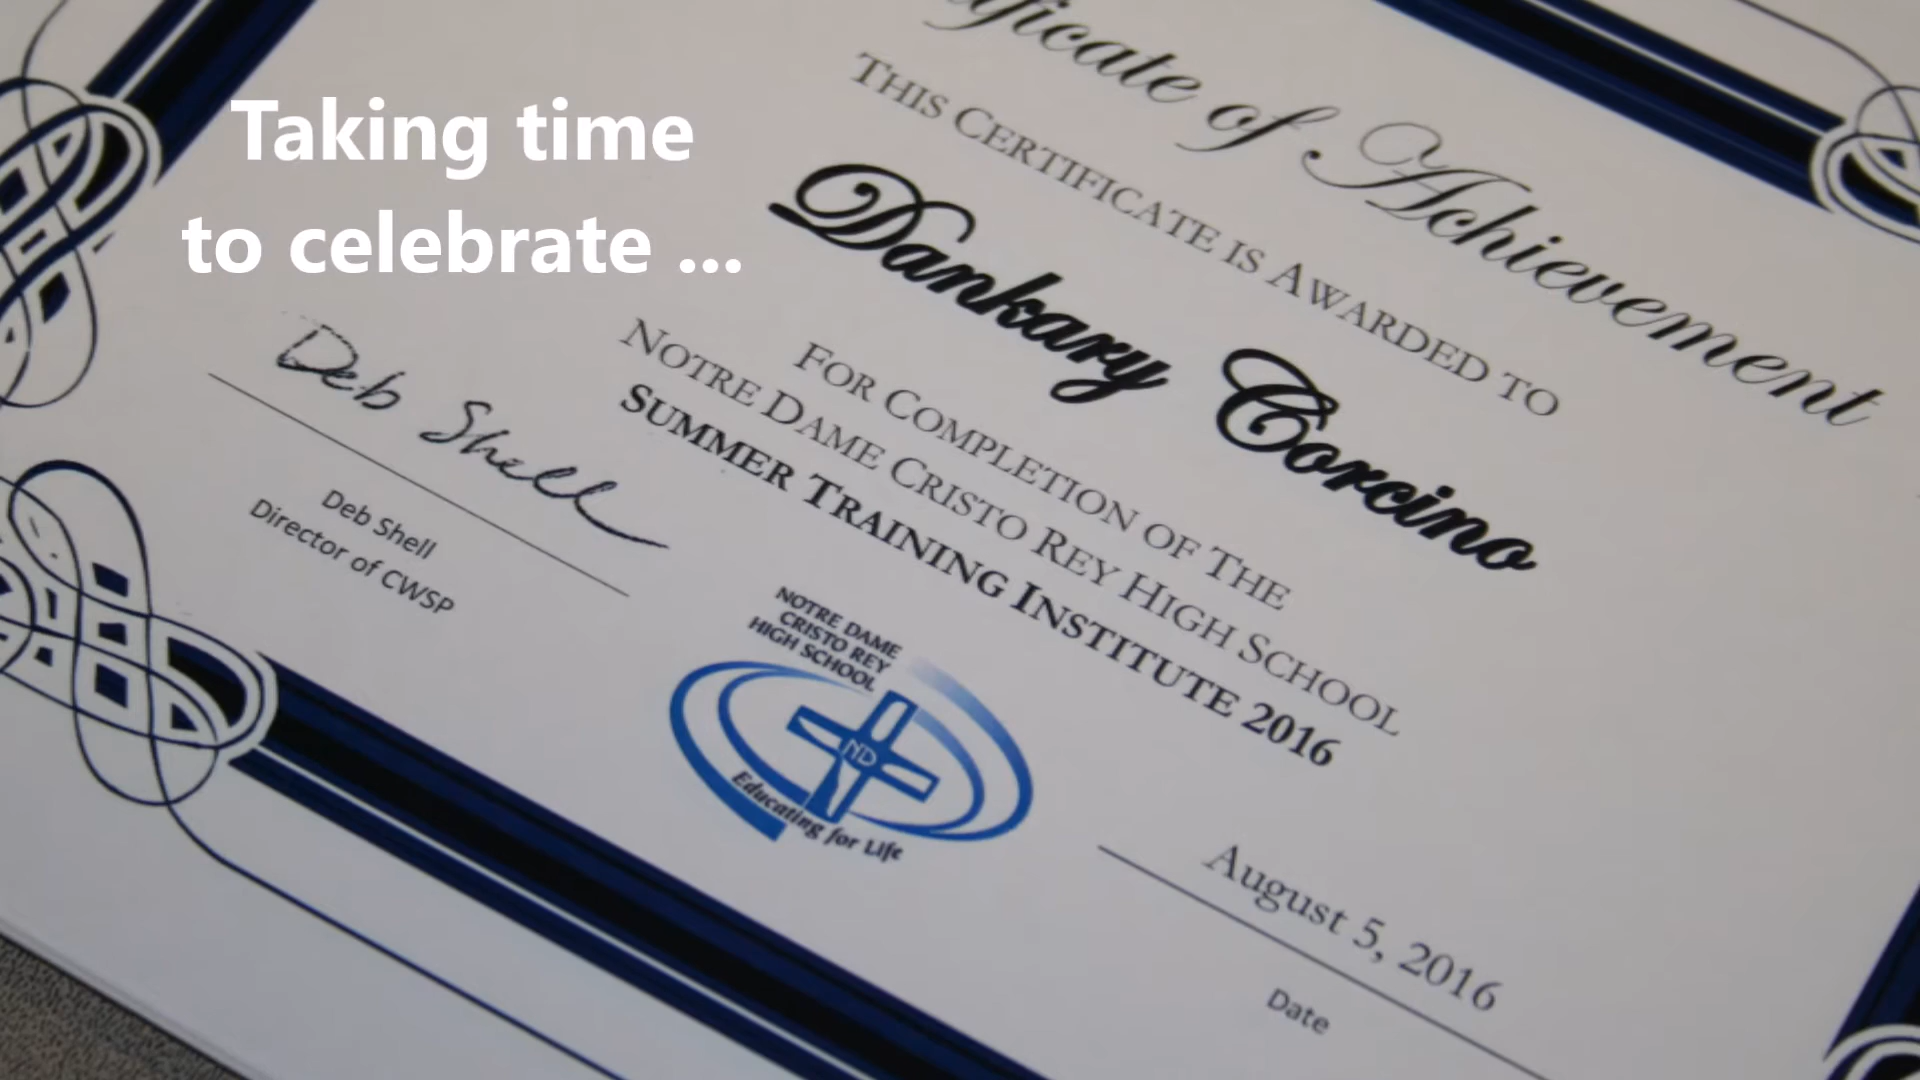 Taking time
to celebrate ...
of Achievement
THIS CERTIFICATE IS AWARDED TO
Dankary Corcino
FOR COMPLETION OF THE
NOTRE DAME CRISTO REY HIGH SCHOOL
SUMMER TRAINING INSTITUTE 2016
Deb Shell
Deb Shell
Director of CWSP
NOTRE DAME
CRISTO REY
HIGH SCHOOL
ND
Educating for Life
August 5, 2016
Date